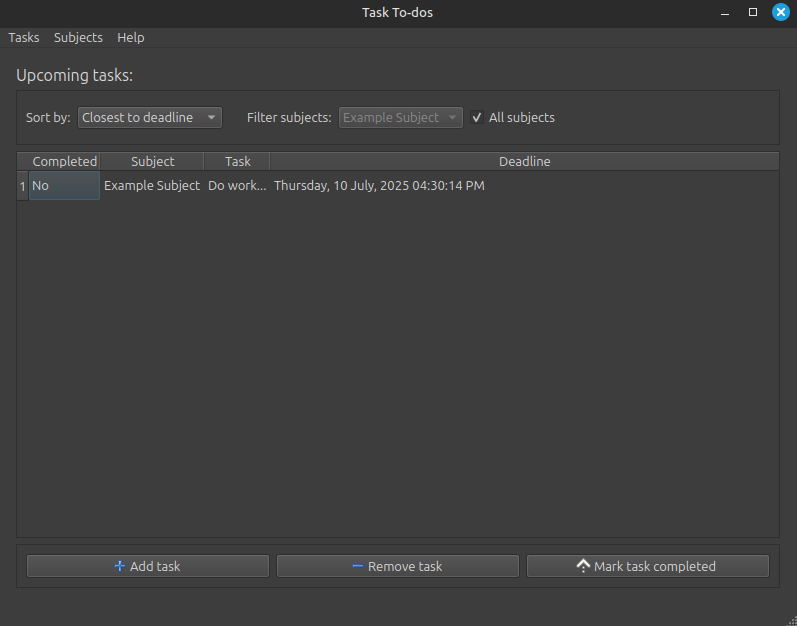 Task To-dos
Tasks Subjects Help
Upcoming tasks:
Sort by: Closest to deadline Filter subjects: Example Subject All subjects
Completed Subject Task Deadline
1 No Example Subject Do work... Thursday, 10 July, 2025 04:30:14 PM
Add task Remove task Mark task completed